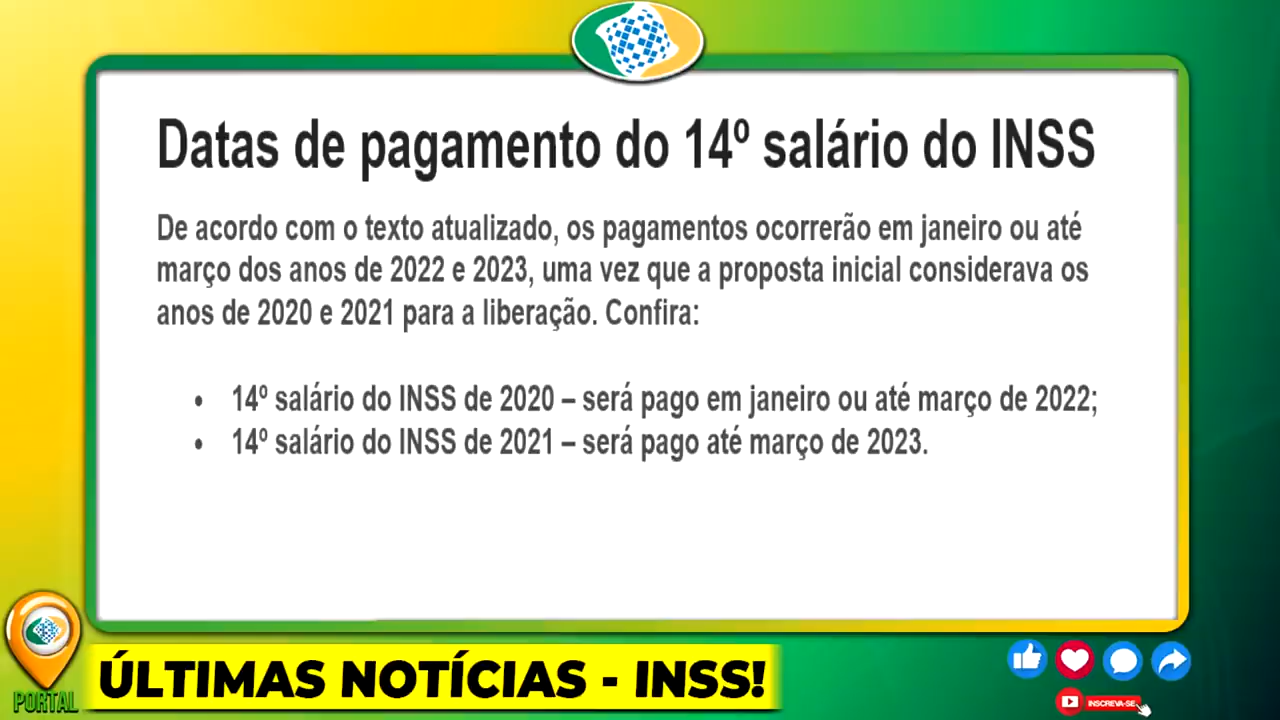 Datas de pagamento do 14º salário do INSS
De acordo com o texto atualizado, os pagamentos ocorrerão em janeiro ou até
março dos anos de 2022 e 2023, uma vez que a proposta inicial considerava os
anos de 2020 e 2021 para a liberação. Confira:
• 14º salário do INSS de 2020 – será pago em janeiro ou até março de 2022;
• 14º salário do INSS de 2021 – será pago até março de 2023.
PORTAL
ÚLTIMAS NOTÍCIAS - INSS!
INSCREVA-SE